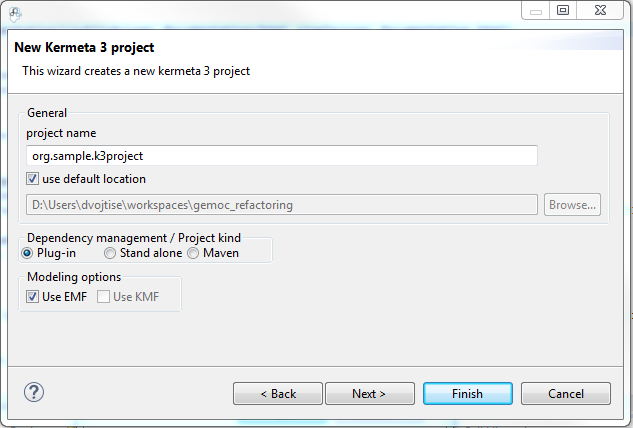 New Kermeta 3 project
This wizard creates a new kermeta 3 project
General
project name
org.sample.k3project
use default location
D:\Users\dvojtise\workspaces\gemoc_refactoring
Browse...
Dependency management / Project kind
Plug-in Stand alone Maven
Modeling options
Use EMF Use KMF
?
< Back Next > Finish Cancel